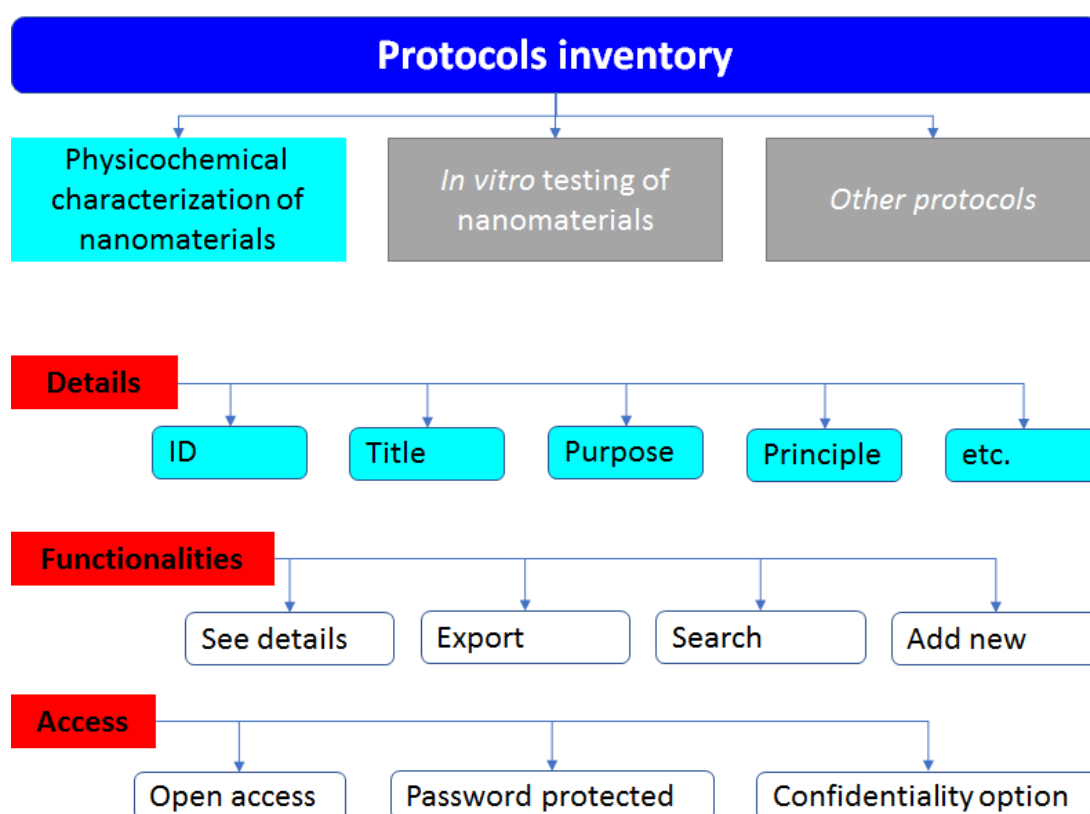 Protocols inventory
Physicochemical
characterization of
nanomaterials
In vitro testing of
nanomaterials
Other protocols
Details
ID
Title
Purpose
Principle
etc.
Functionalities
See details
Export
Search
Add new
Access
Open access
Password protected
Confidentiality option